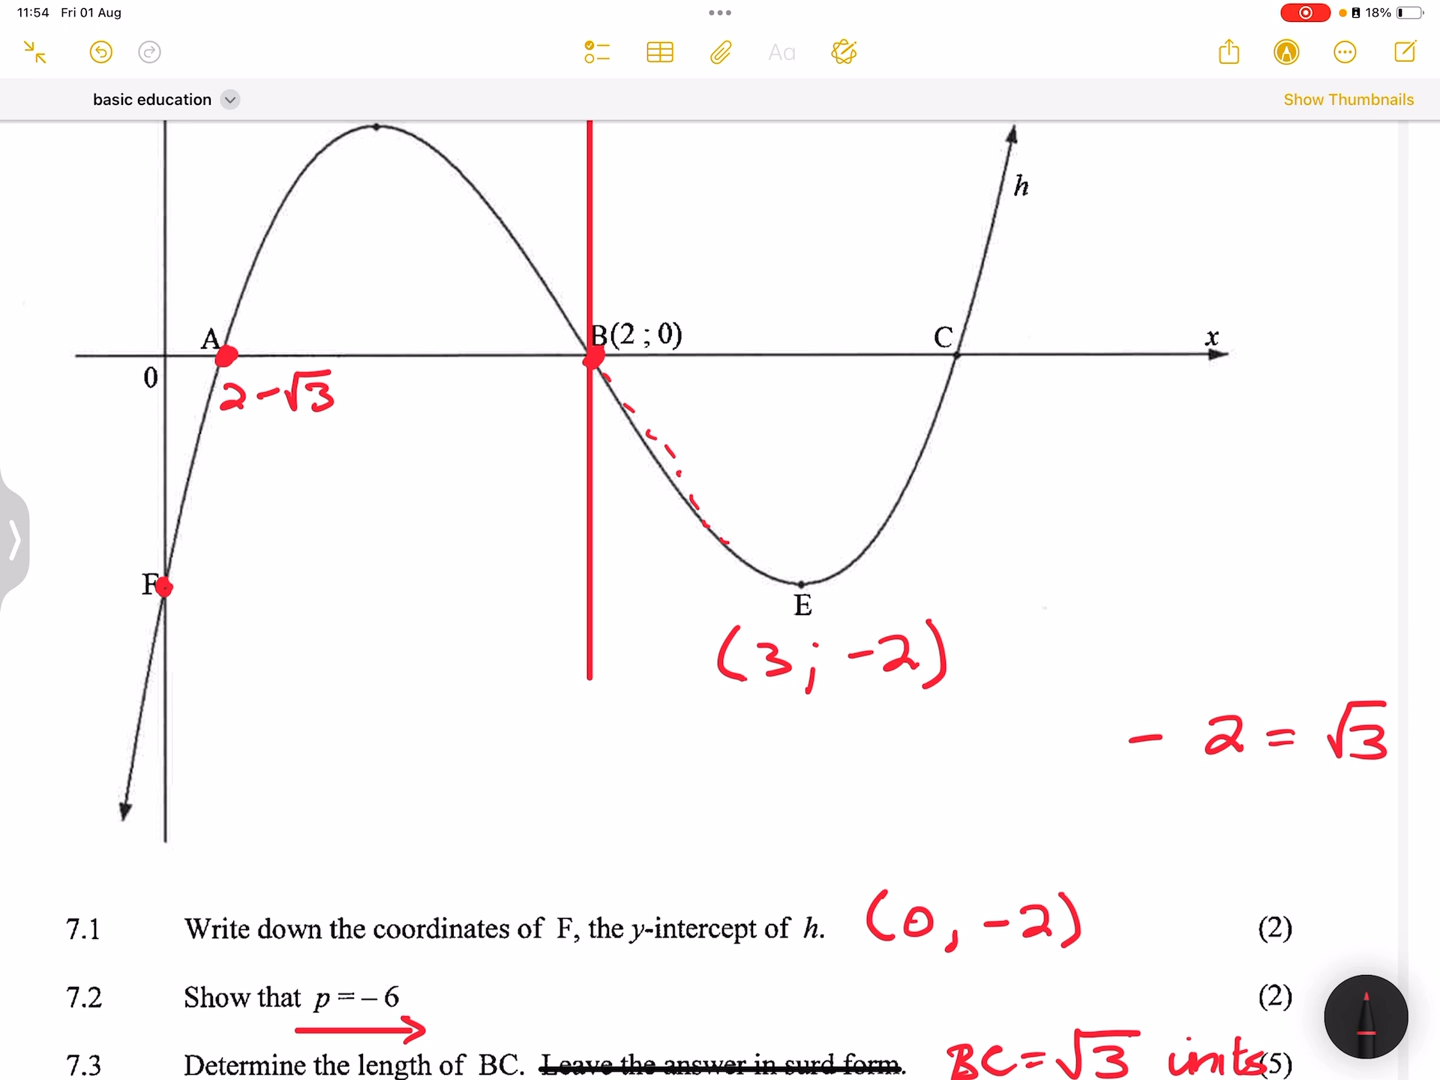 11:54 Fri 01 Aug
18%
Aa
basic education
Show Thumbnails
h
A
B(2 ; 0)
C
x
0
2-√3
F
E
(3; -2)
- 2 = √3
7.1 Write down the coordinates of F, the y-intercept of h. (0, -2) (2)
7.2 Show that p = – 6 (2)
7.3 Determine the length of BC. Leave the answer in surd form. BC = √3 units (5)